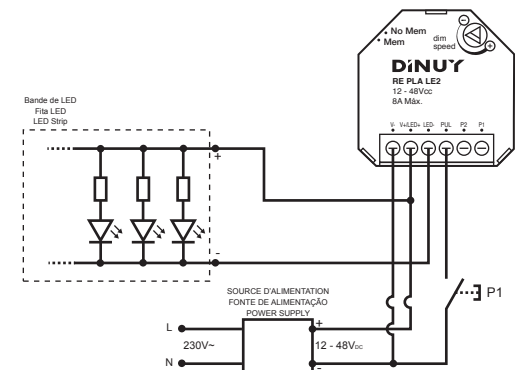 No Mem
Mem
dim
speed
DiNUY
RE PLA LE2
12 - 48Vcc
8A Máx.
V- V+/LED+ LED- PUL P2 P1
Bande de LED
Fita LED
LED Strip
+
-
P1
SOURCE D'ALIMENTATION
FONTE DE ALIMENTAÇÃO
POWER SUPPLY
L
230V~
N
+
12 - 48VDC
-